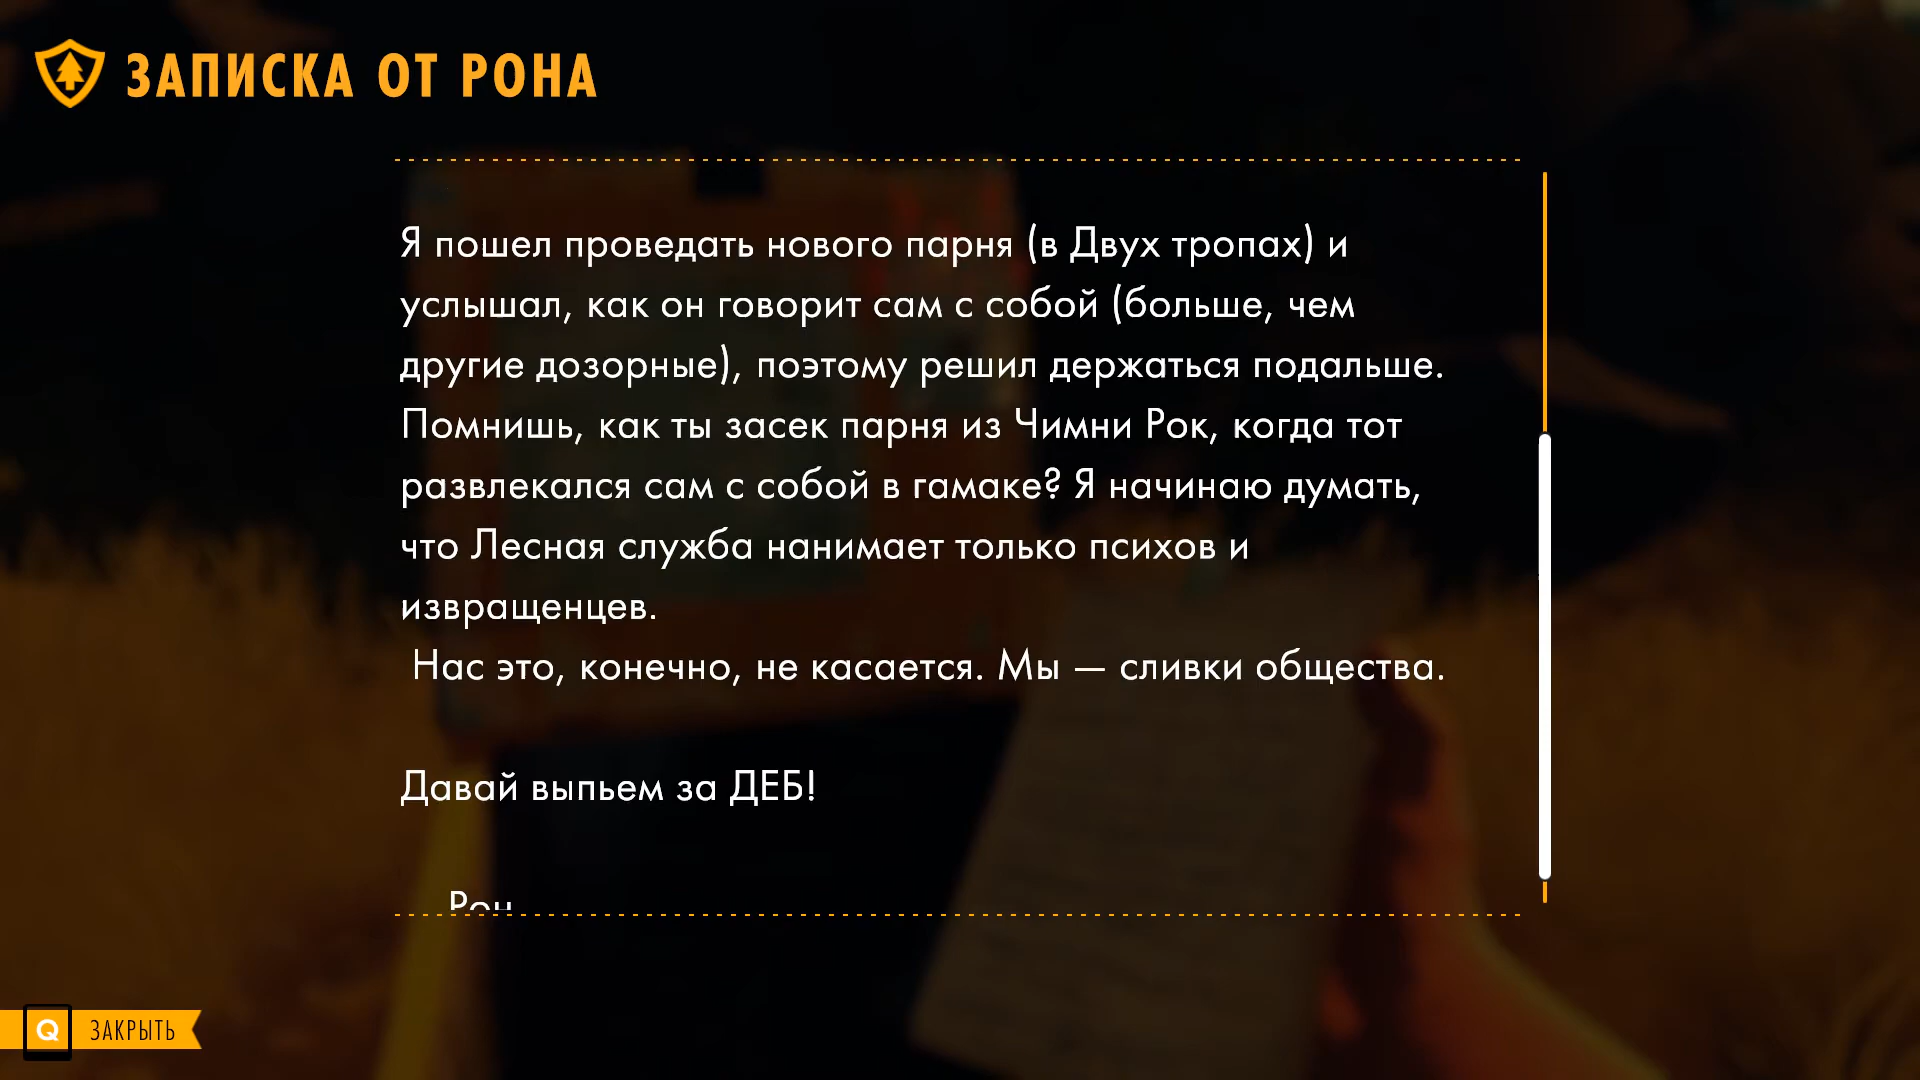 ЗАПИСКА ОТ РОНА
Я пошел проведать нового парня (в Двух тропах) и
услышал, как он говорит сам с собой (больше, чем
другие дозорные), поэтому решил держаться подальше.
Помнишь, как ты засек парня из Чимни Рок, когда тот
развлекался сам с собой в гамаке? Я начинаю думать,
что Лесная служба нанимает только психов и
извращенцев.
Нас это, конечно, не касается. Мы — сливки общества.
Давай выпьем за ДЕБ!
Рон
Q ЗАКРЫТЬ